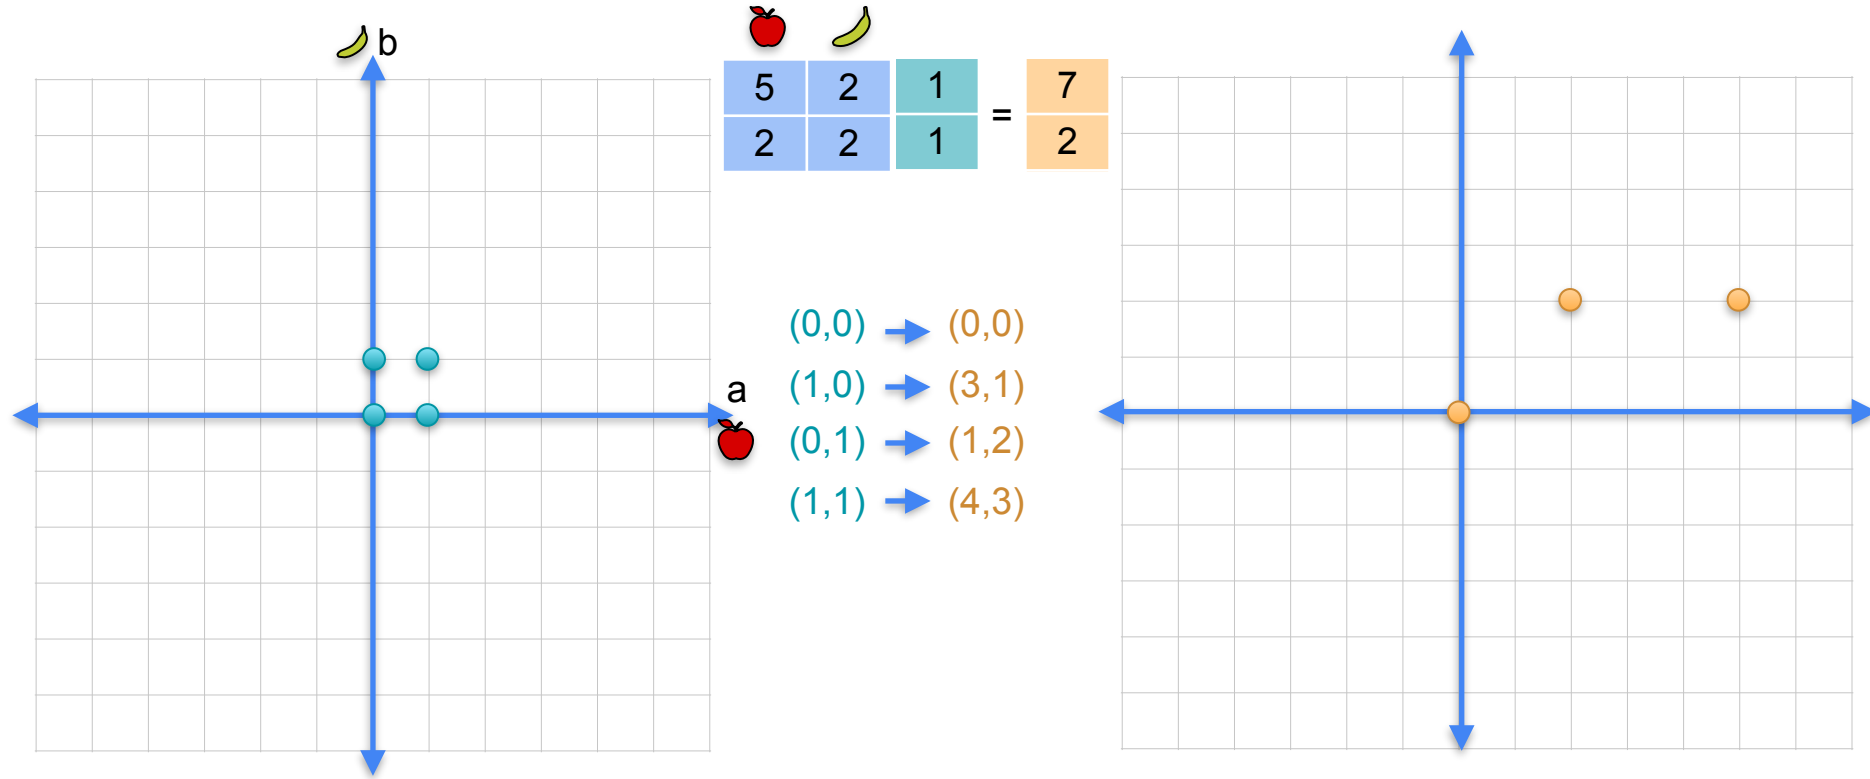 b
5 2 1 = 7
2 2 1 2
a
(0,0) (0,0)
(1,0) (3,1)
(0,1) (1,2)
(1,1) (4,3)